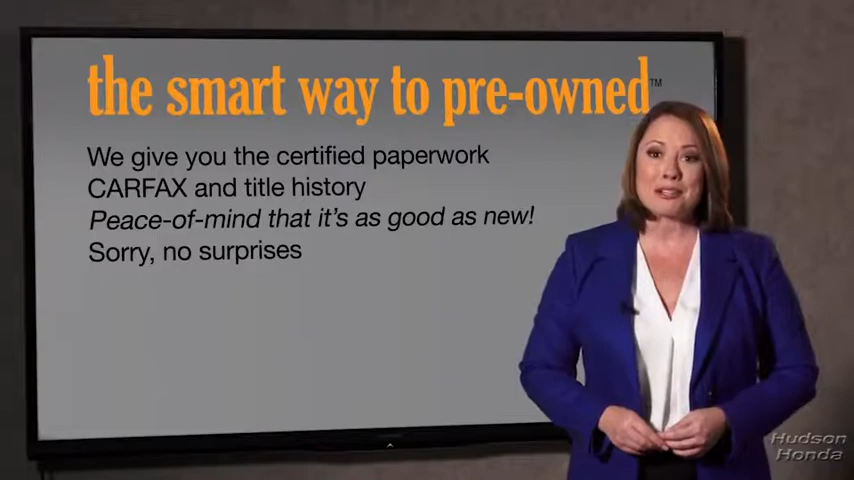 the smart way to pre-owned™
We give you the certified paperwork
CARFAX and title history
Peace-of-mind that it's as good as new!
Sorry, no surprises
Hudson
Honda